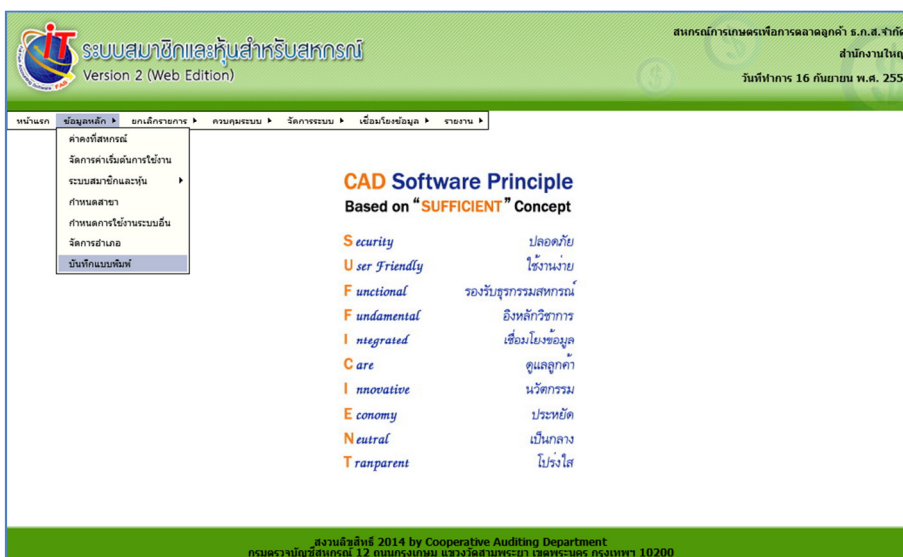 สหกรณ์การเกษตรเพื่อการตลาดลูกค้า ธ.ก.ส.จำกัด
ระบบสมาชิกและหุ้นสำหรับสหกรณ์
สำนักงานใหญ่
Version 2 (Web Edition)
วันที่ทำการ 16 กันยายน พ.ศ. 255
หน้าแรก ข้อมูลหลัก ยกเลิกรายการ ควบคุมระบบ จัดการระบบ เชื่อมโยงข้อมูล รายงาน
ค่าคงที่สหกรณ์
จัดการค่าเริ่มต้นการใช้งาน
ระบบสมาชิกและหุ้น
กำหนดสาขา
กำหนดการใช้งานระบบอื่น
จัดการอำเภอ
บันทึกแบบพิมพ์
CAD Software Principle
Based on "SUFFICIENT" Concept
S ecurity ปลอดภัย
U ser Friendly ใช้งานง่าย
F unctional รองรับธุรกรรมสหกรณ์
F undamental อิงหลักวิชาการ
I ntegrated เชื่อมโยงข้อมูล
C are ดูแลลูกค้า
I nnovative นวัตกรรม
E conomy ประหยัด
N eutral เป็นกลาง
T ranparent โปร่งใส
สงวนลิขสิทธิ์ 2014 by Cooperative Auditing Department
กรมตรวจบัญชีสหกรณ์ 12 ถนนกรุงเกษม แขวงวัดสามพระยา เขตพระนคร กรุงเทพฯ 10200